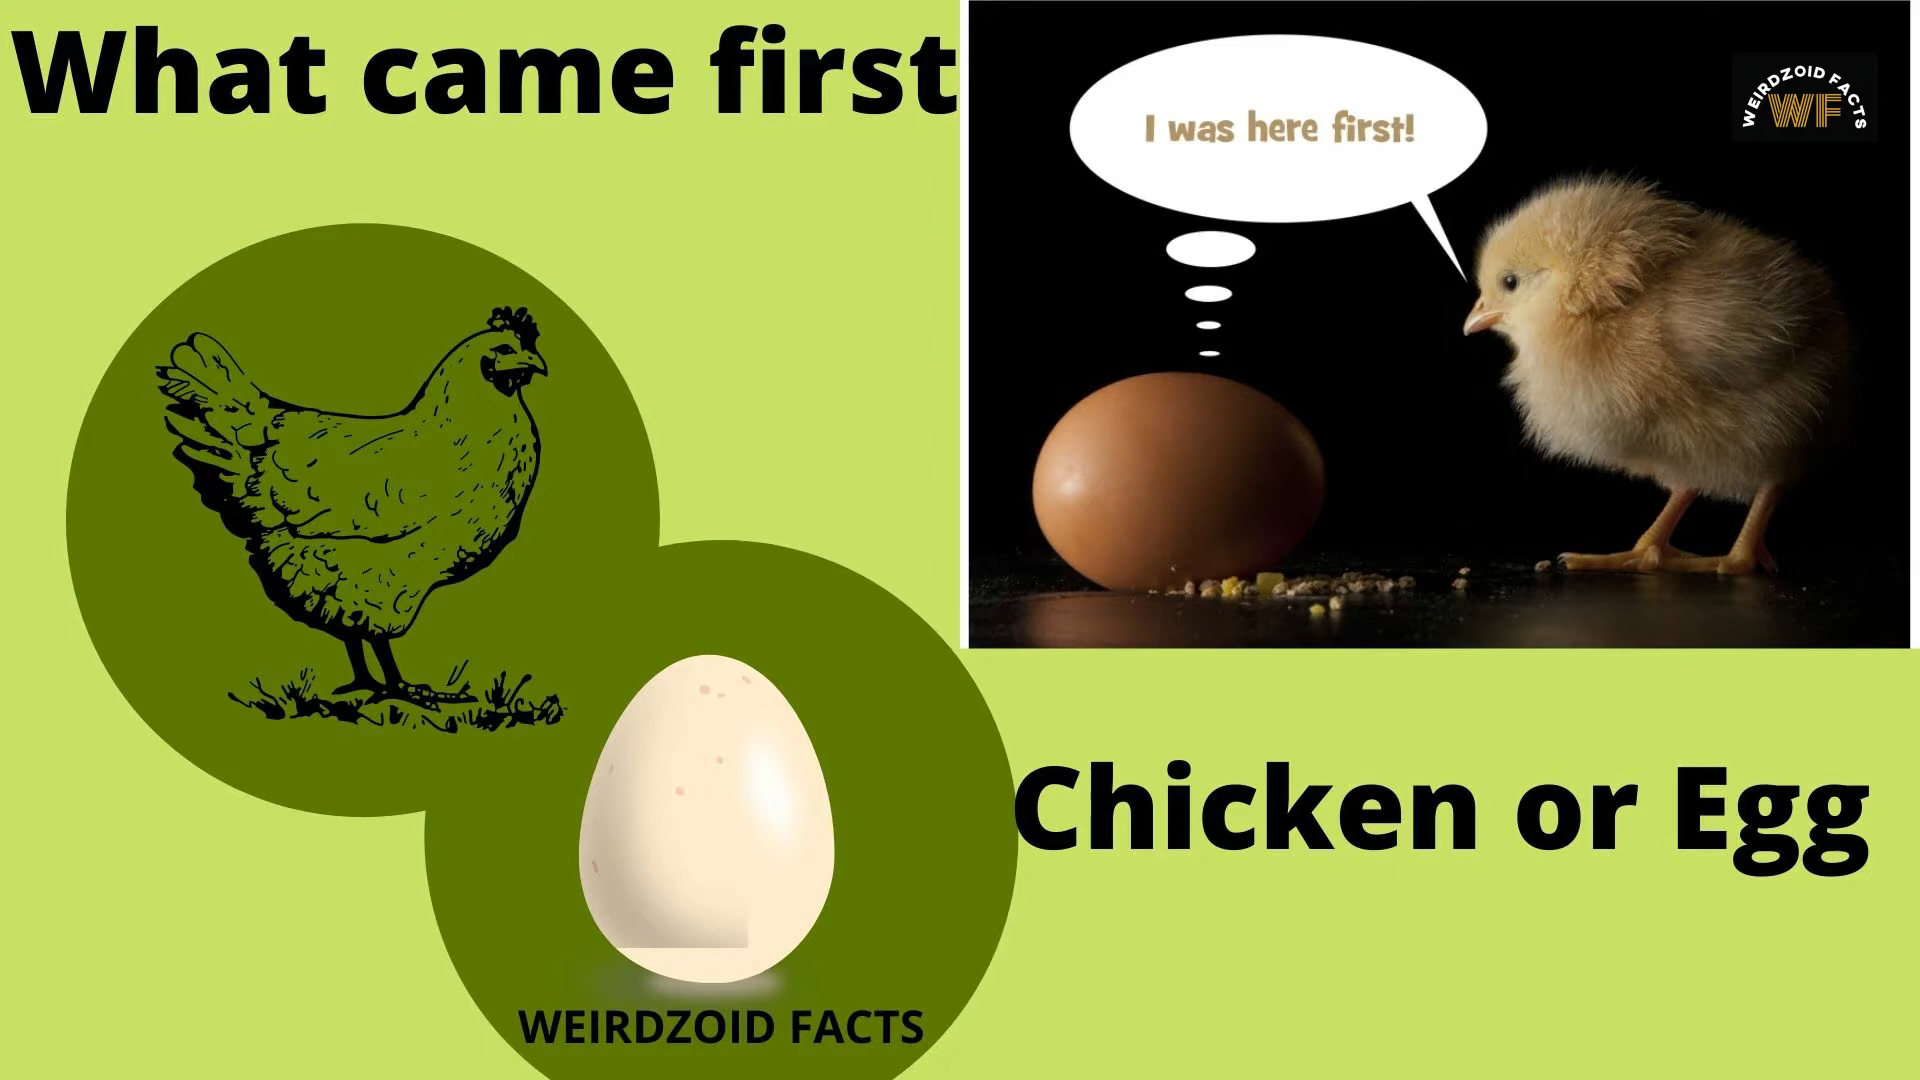 What came first
I was here first!
WEIRDZOID FACTS
WF
Chicken or Egg
WEIRDZOID FACTS